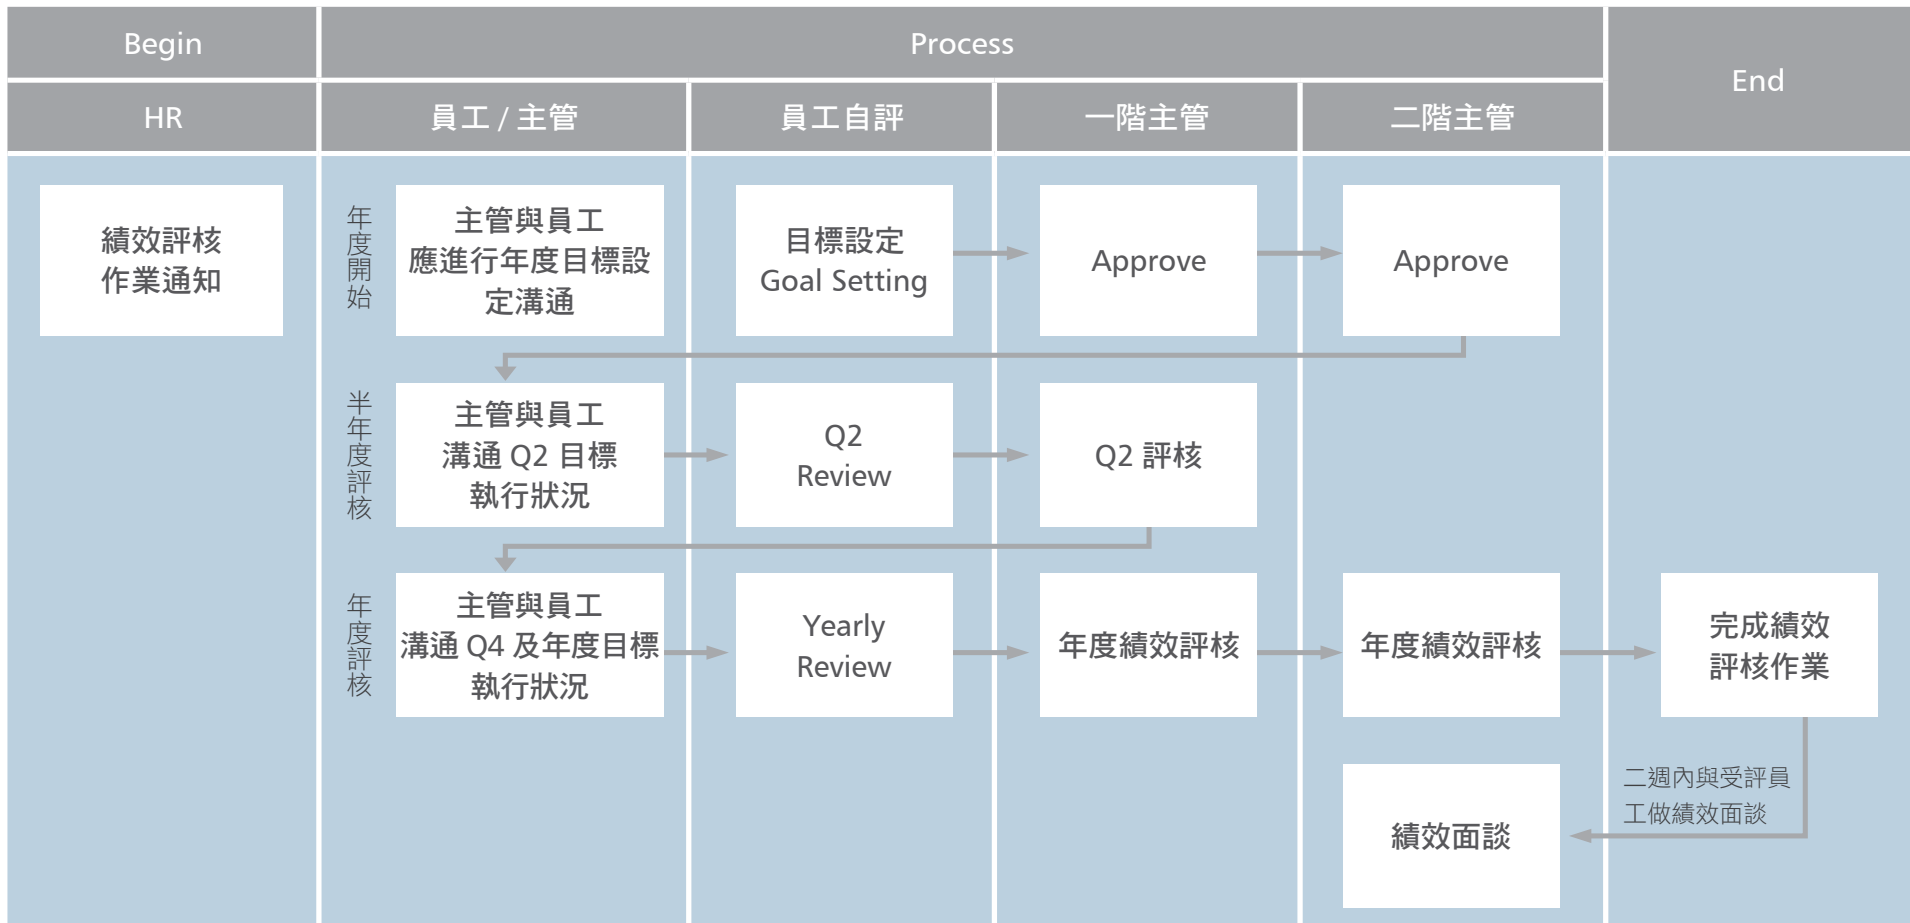 Begin
Process
End
HR
員工 / 主管
員工自評
一階主管
二階主管
績效評核
作業通知
年度開始
主管與員工
應進行年度目標設
定溝通
目標設定
Goal Setting
Approve
Approve
半年度評核
主管與員工
溝通 Q2 目標
執行狀況
Q2
Review
Q2 評核
年度評核
主管與員工
溝通 Q4 及年度目標
執行狀況
Yearly
Review
年度績效評核
年度績效評核
完成績效
評核作業
二週內與受評員
工做績效面談
績效面談